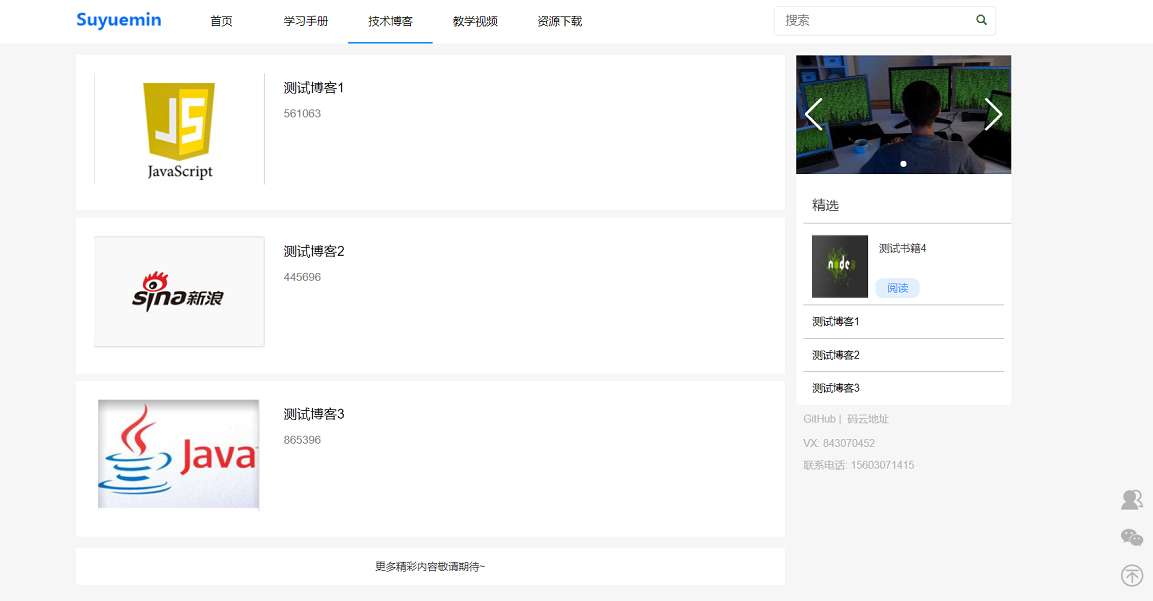 Suyuemin 首页 学习手册 技术博客 教学视频 资源下载 搜索
JS
JavaScript
测试博客1
561063
sina新浪
测试博客2
445696
Java
测试博客3
865396
更多精彩内容敬请期待~
精选
node
测试书籍4
阅读
测试博客1
测试博客2
测试博客3
GitHub | 码云地址
VX: 843070452
联系电话: 15603071415